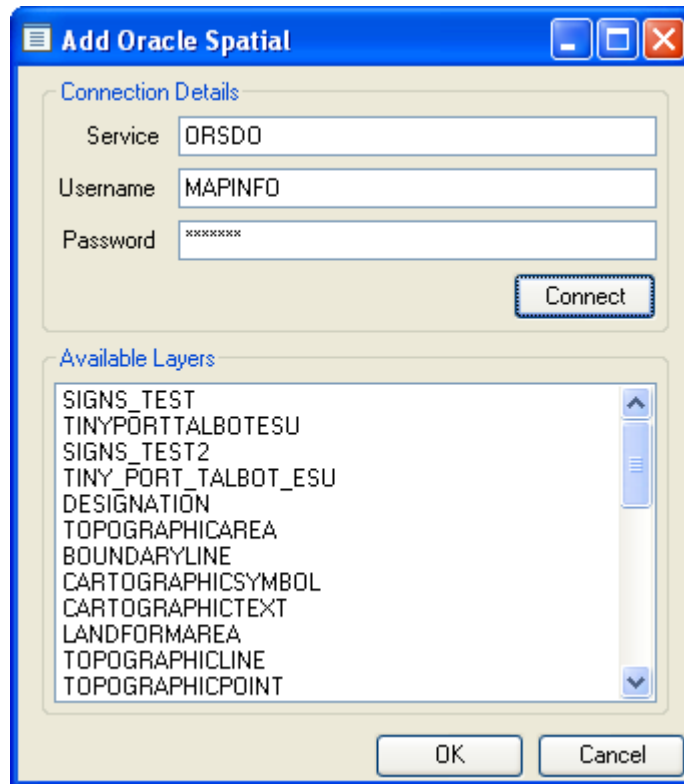 Add Oracle Spatial
Connection Details
Service ORSDO
Username MAPINFO
Password *******
Connect
Available Layers
SIGNS_TEST
TINYPORTTALBOTESU
SIGNS_TEST2
TINY_PORT_TALBOT_ESU
DESIGNATION
TOPOGRAPHICAREA
BOUNDARYLINE
CARTOGRAPHICSYMBOL
CARTOGRAPHICTEXT
LANDFORMAREA
TOPOGRAPHICLINE
TOPOGRAPHICPOINT
OK Cancel